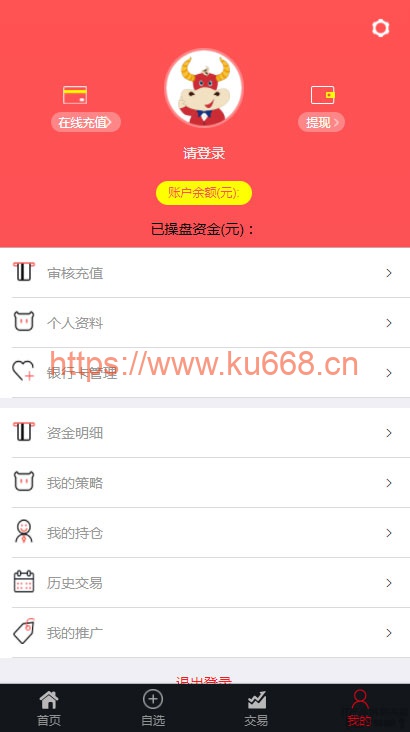 在线充值
提现
请登录
账户余额(元):
已操盘资金(元)：
审核充值
个人资料
https://www.ku668.cn
银行卡管理
资金明细
我的策略
我的持仓
历史交易
我的推广
退出登录
首页
自选
交易
我的